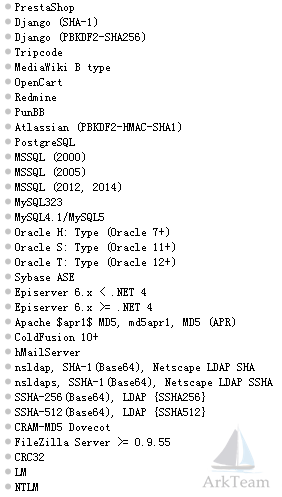 PrestaShop
Django (SHA-1)
Django (PBKDF2-SHA256)
Tripcode
MediaWiki B type
OpenCart
Redmine
PunBB
Atlassian (PBKDF2-HMAC-SHA1)
PostgreSQL
MSSQL (2000)
MSSQL (2005)
MSSQL (2012, 2014)
MySQL323
MySQL4.1/MySQL5
Oracle H: Type (Oracle 7+)
Oracle S: Type (Oracle 11+)
Oracle T: Type (Oracle 12+)
Sybase ASE
Episerver 6.x < .NET 4
Episerver 6.x >= .NET 4
Apache $apr1$ MD5, md5apr1, MD5 (APR)
ColdFusion 10+
hMailServer
nsldap, SHA-1(Base64), Netscape LDAP SHA
nsldaps, SSHA-1(Base64), Netscape LDAP SSHA
SSHA-256(Base64), LDAP {SSHA256}
SSHA-512(Base64), LDAP {SSHA512}
CRAM-MD5 Dovecot
FileZilla Server >= 0.9.55
CRC32
LM
NTLM
ArkTeam